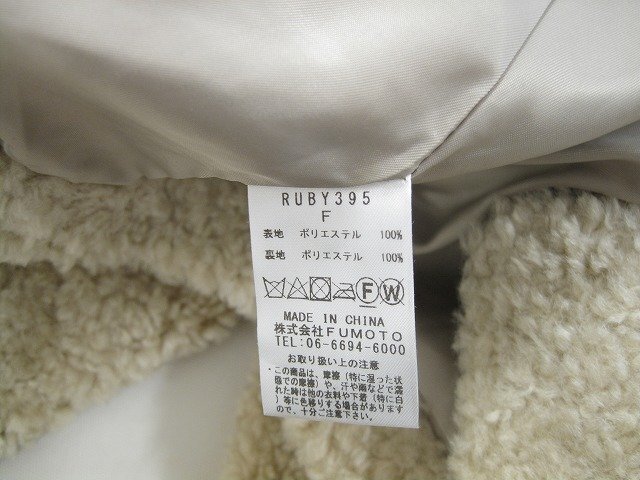 RUBY395
F
表地 ポリエステル 100%
裏地 ポリエステル 100%
F W
MADE IN CHINA
株式会社FUMOTO
TEL:06-6694-6000
お取り扱い上の注意
・この商品は、摩擦(特に湿った状
態での摩擦)や、汗や雨などで濡
れた時は他の衣料や下着(特に白
)等に色移りする場合があります
ので、十分ご注意下さい。